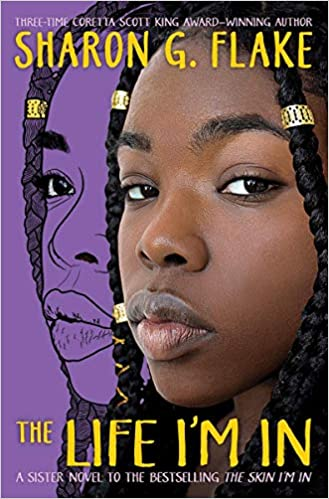 THREE-TIME CORETTA SCOTT KING AWARD–WINNING AUTHOR
SHARON G. FLAKE
THE LIFE I'M IN
A SISTER NOVEL TO THE BESTSELLING THE SKIN I'M IN